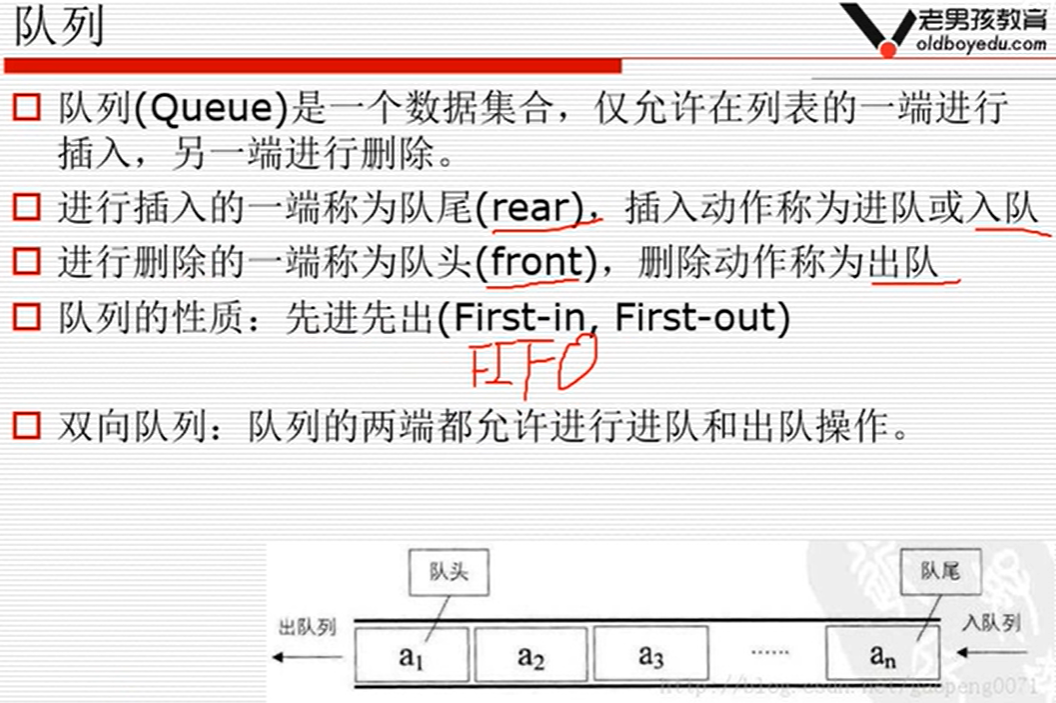 队列
老男孩教育
oldboyedu.com
队列(Queue)是一个数据集合，仅允许在列表的一端进行
插入，另一端进行删除。
进行插入的一端称为队尾(rear)，插入动作称为进队或入队
进行删除的一端称为队头(front)，删除动作称为出队
队列的性质：先进先出(First-in, First-out)
FIFO
双向队列：队列的两端都允许进行进队和出队操作。
队头
队尾
出队列
入队列
a1 a2 a3 …… an
http://blog.csdn.net/gaopeng0071